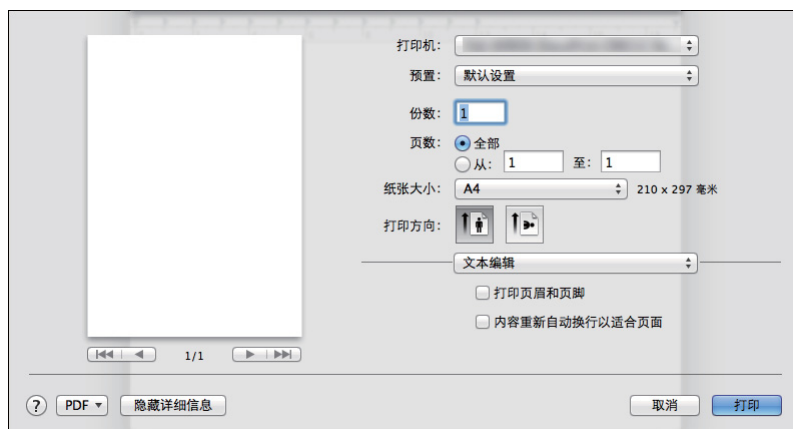 打印机:
预置: 默认设置
份数: 1
页数: 全部
从: 1 至: 1
纸张大小: A4 210 x 297 毫米
打印方向:
文本编辑
打印页眉和页脚
内容重新自动换行以适合页面
1/1
? PDF 隐藏详细信息 取消 打印